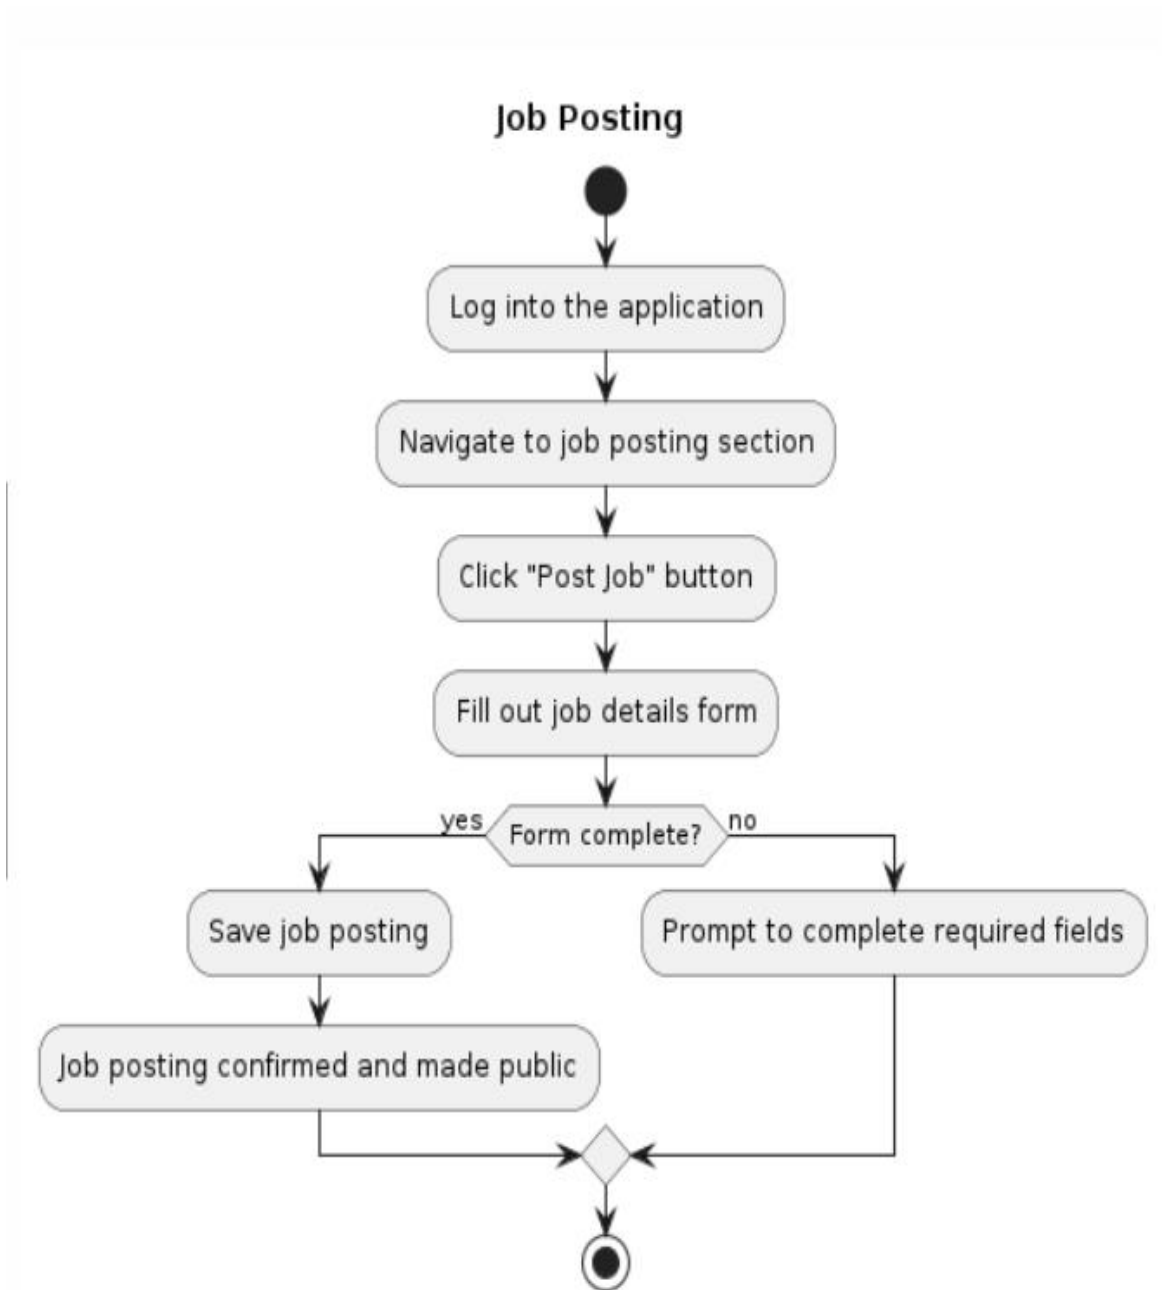 Job Posting
Log into the application
Navigate to job posting section
Click "Post Job" button
Fill out job details form
yes
Form complete?
no
Save job posting
Prompt to complete required fields
Job posting confirmed and made public